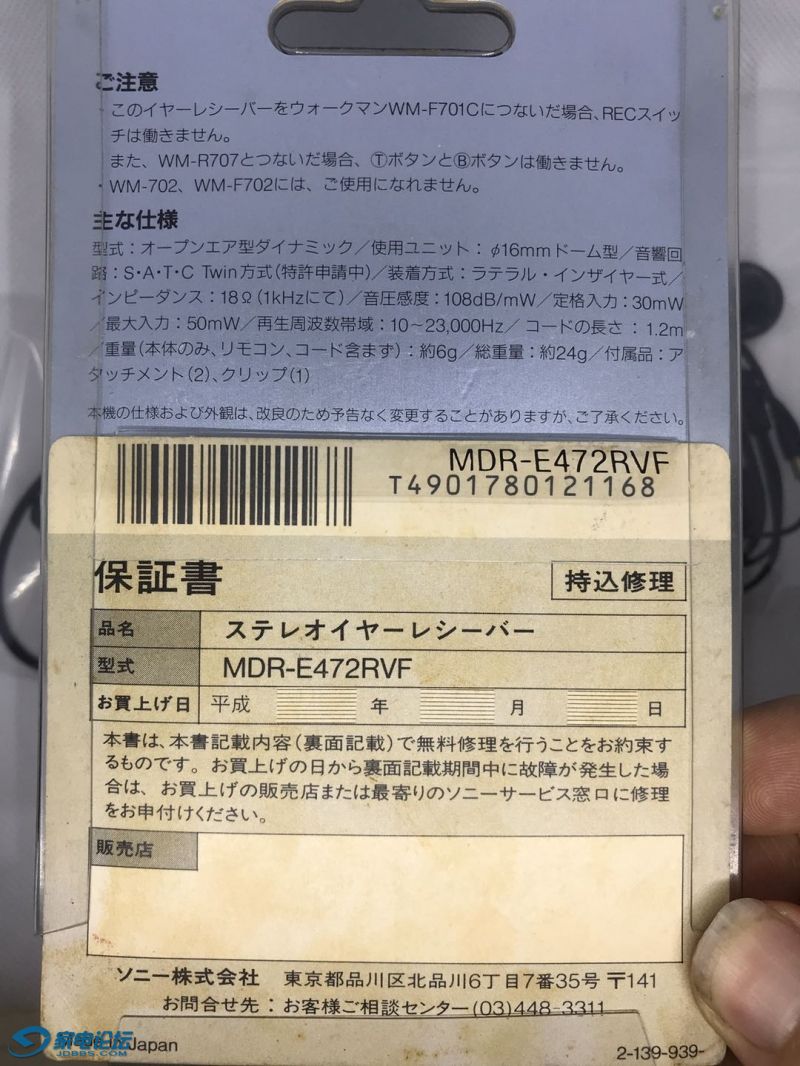 ご注意
・このイヤーレシーバーをウォークマンWM-F701Cにつないだ場合、RECスイッ
チは働きません。
また、WM-R707とつないだ場合、ⓉボタンとⒷボタンは働きません。
・WM-702、WM-F702には、ご使用になれません。
主な仕様
型式：オープンエア型ダイナミック／使用ユニット：φ16mmドーム型／音響回
路：S・A・T・C Twin方式（特許申請中）／装着方式：ラテラル・インザイヤー式／
インピーダンス：18Ω（1kHzにて）／音圧感度：108dB/mW／定格入力：30mW
／最大入力：50mW／再生周波数帯域：10～23,000Hz／コードの長さ：1.2m
／重量（本体のみ、リモコン、コード含まず）：約6g／総重量：約24g／付属品：ア
タッチメント（2）、クリップ（1）
本機の仕様および外観は、改良のため予告なく変更することがありますが、ご了承ください。
MDR-E472RVF
T4901780121168
保証書
持込修理
品名 ステレオイヤーレシーバー
型式 MDR-E472RVF
お買上げ日 平成 年 月 日
本書は、本書記載内容（裏面記載）で無料修理を行うことをお約束す
るものです。お買上げの日から裏面記載期間中に故障が発生した場
合は、お買上げの販売店または最寄りのソニーサービス窓口に修理
をお申付けください。
販売店
ソニー株式会社 東京都品川区北品川6丁目7番35号 〒141
お問合せ先：お客様ご相談センター（03）448-3311
Made in Japan
2-139-939-
家电论坛
JDBBS.COM